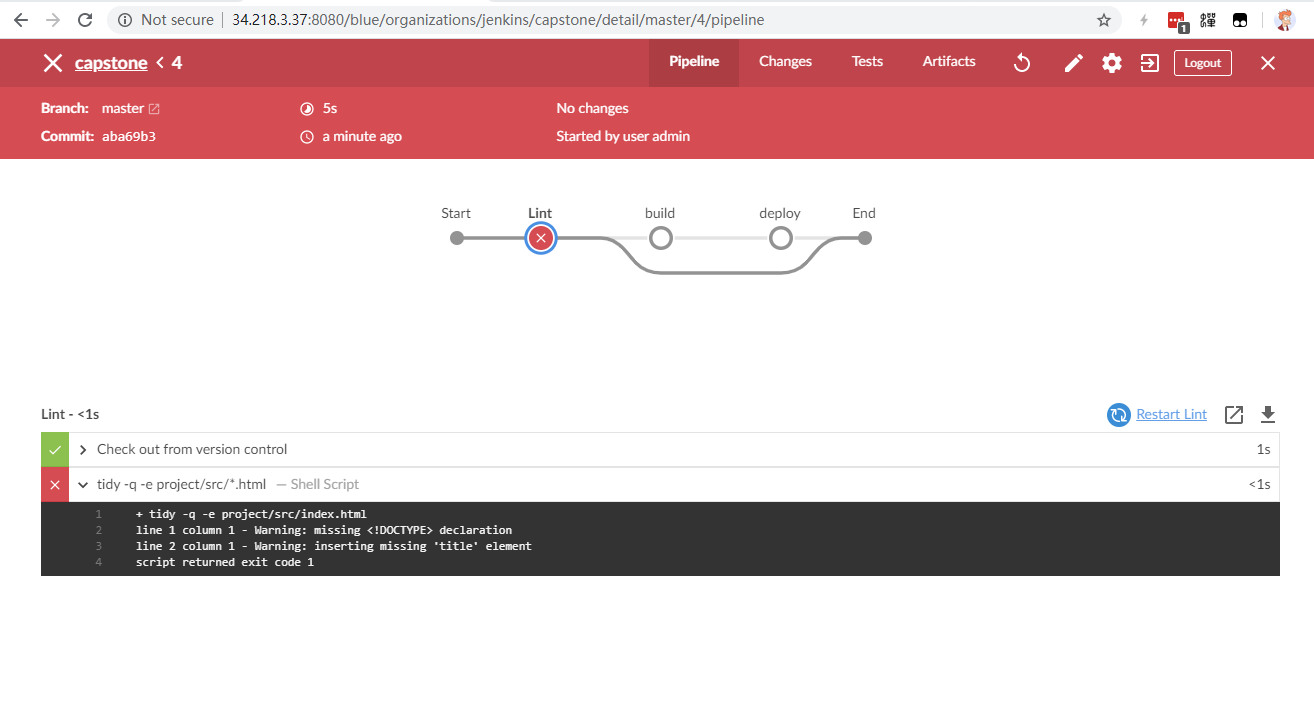 Not secure 34.218.3.37:8080/blue/organizations/jenkins/capstone/detail/master/4/pipeline
1
capstone < 4 Pipeline Changes Tests Artifacts Logout
Branch: master 5s No changes
Commit: aba69b3 a minute ago Started by user admin
Start Lint build deploy End
Lint - <1s Restart Lint
Check out from version control 1s
tidy -q -e project/src/*.html — Shell Script <1s
1 + tidy -q -e project/src/index.html
2 line 1 column 1 - Warning: missing <!DOCTYPE> declaration
3 line 2 column 1 - Warning: inserting missing 'title' element
4 script returned exit code 1